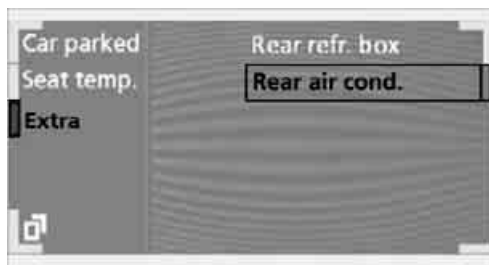 Car parked
Seat temp.
Extra
Rear refr. box
Rear air cond.